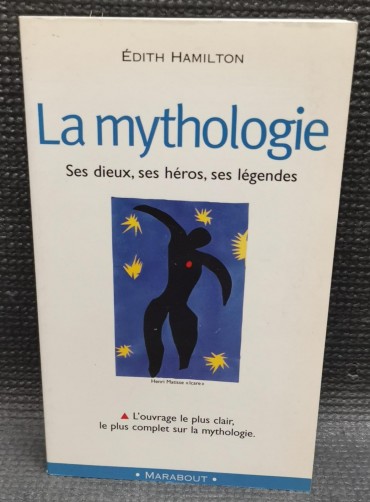 ÉDITH HAMILTON
La mythologie
Ses dieux, ses héros, ses légendes
Henri Matisse «Icare»
▲ L'ouvrage le plus clair,
le plus complet sur la mythologie.
• MARABOUT •